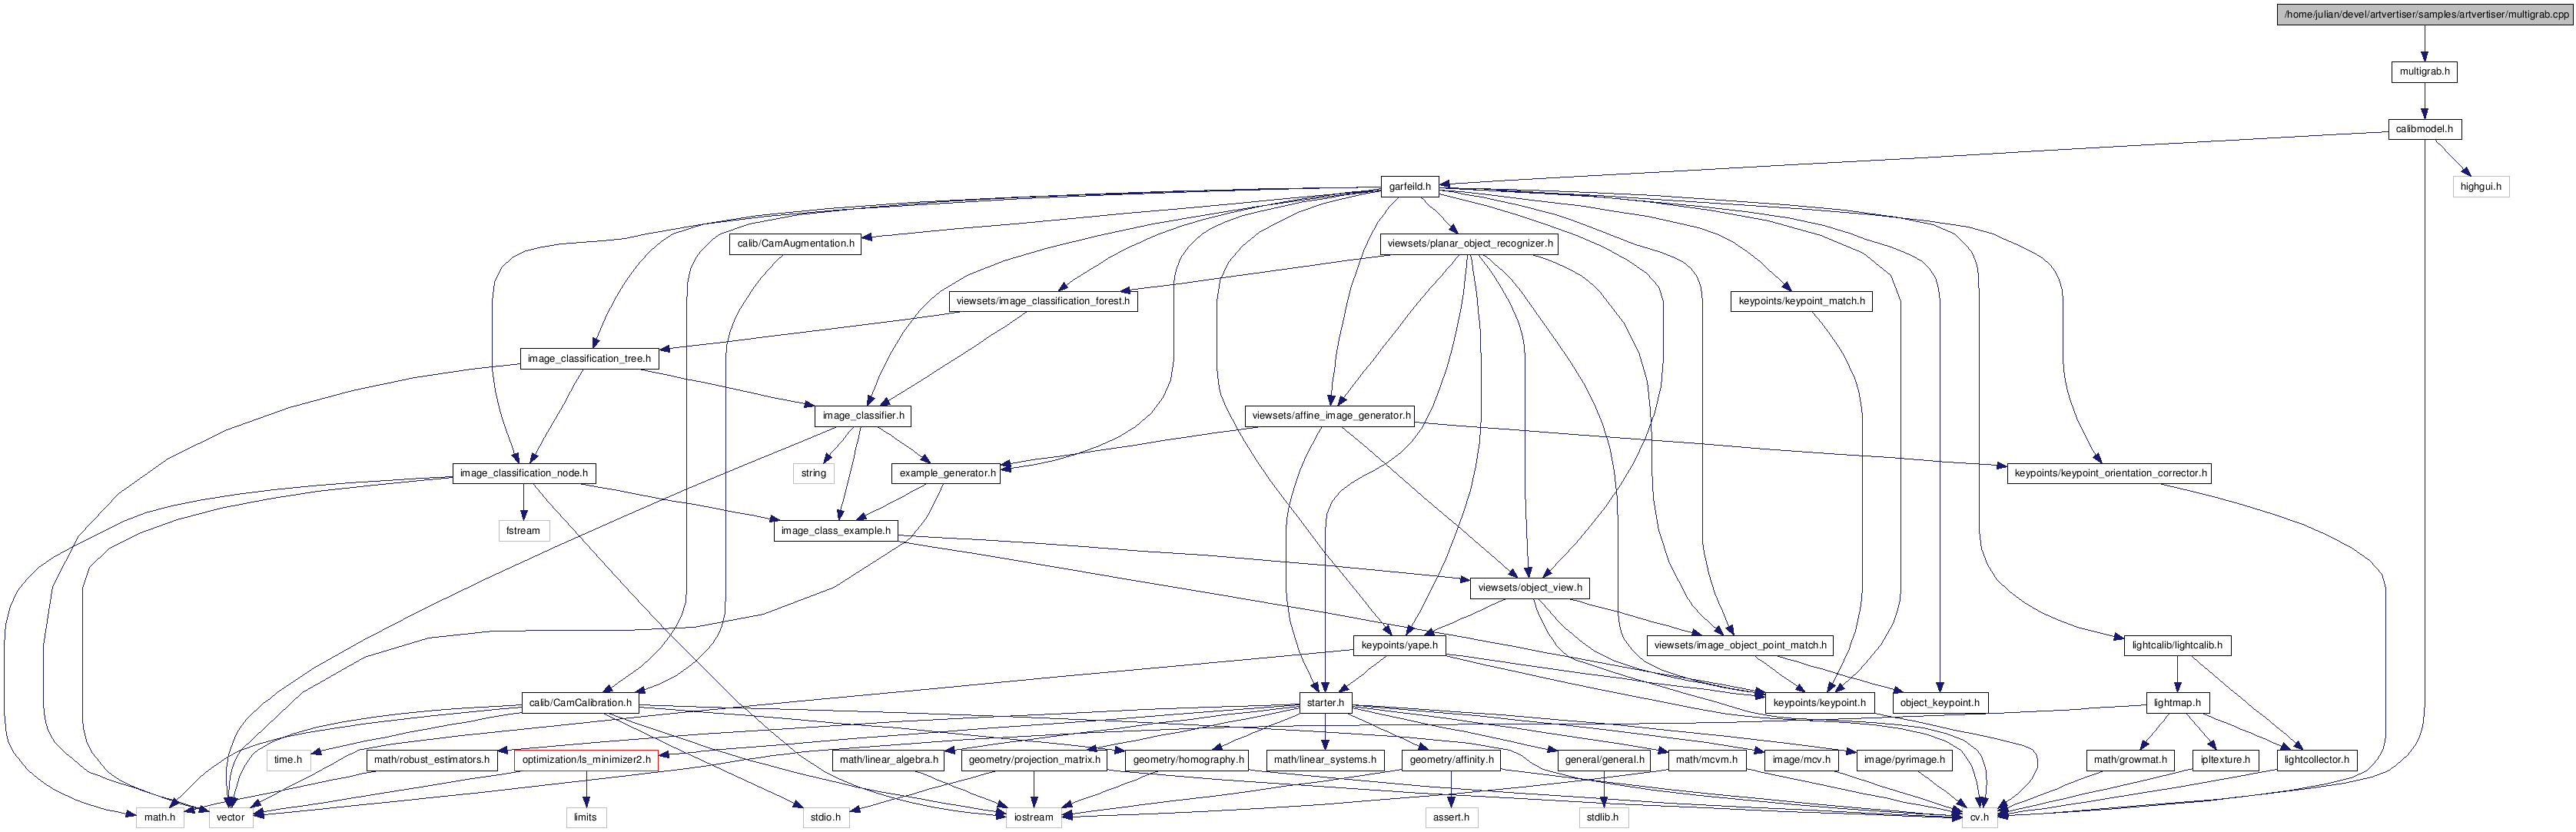 /home/julian/devel/artvertiser/samples/artvertiser/multigrab.cpp
multigrab.h
calibmodel.h
garfeild.h
highgui.h
calib/CamAugmentation.h
viewsets/planar_object_recognizer.h
viewsets/image_classification_forest.h
keypoints/keypoint_match.h
image_classification_tree.h
image_classifier.h
viewsets/affine_image_generator.h
image_classification_node.h
string
example_generator.h
keypoints/keypoint_orientation_corrector.h
fstream
image_class_example.h
viewsets/object_view.h
keypoints/yape.h
viewsets/image_object_point_match.h
lightcalib/lightcalib.h
calib/CamCalibration.h
starter.h
keypoints/keypoint.h
object_keypoint.h
lightmap.h
time.h
math/robust_estimators.h
optimization/ls_minimizer2.h
math/linear_algebra.h
geometry/projection_matrix.h
geometry/homography.h
math/linear_systems.h
geometry/affinity.h
general/general.h
math/mcvm.h
image/mcv.h
image/pyrimage.h
math/growmat.h
ipltexture.h
lightcollector.h
math.h
vector
limits
stdio.h
iostream
assert.h
stdlib.h
cv.h